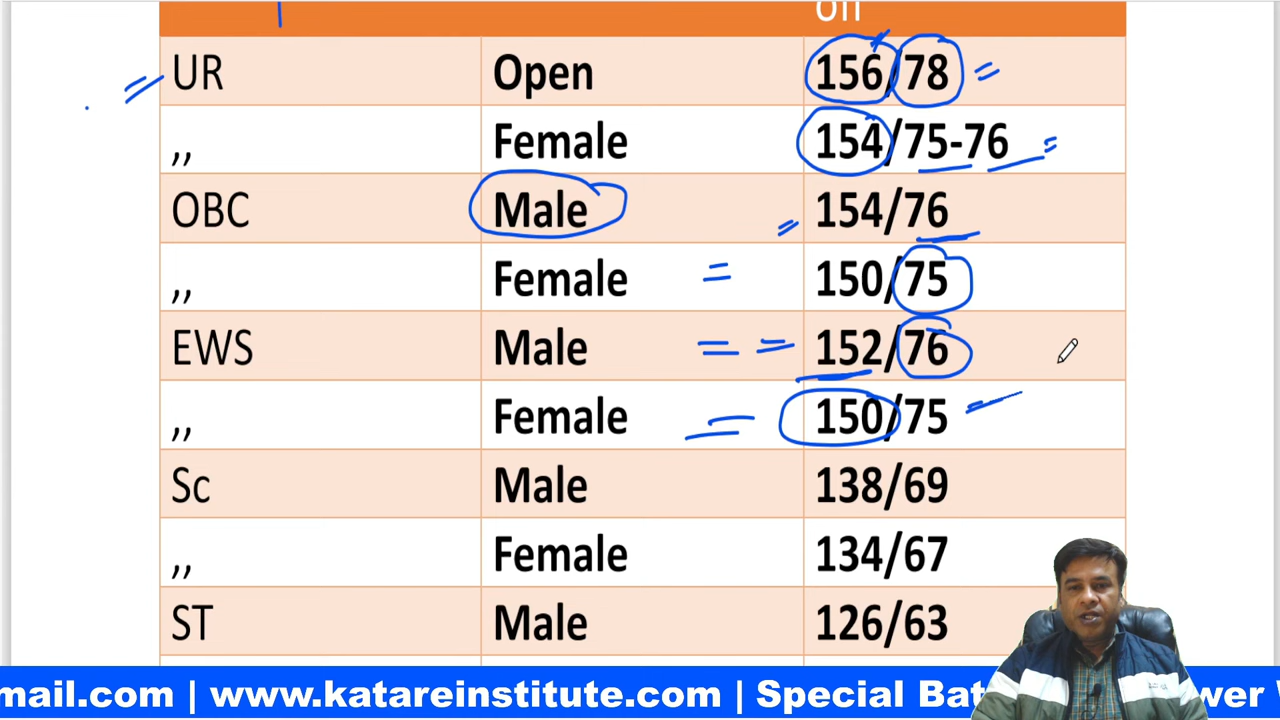 UR Open 156/78
,, Female 154/75-76
OBC Male 154/76
,, Female 150/75
EWS Male 152/76
,, Female 150/75
Sc Male 138/69
,, Female 134/67
ST Male 126/63
mail.com | www.katareinstitute.com | Special